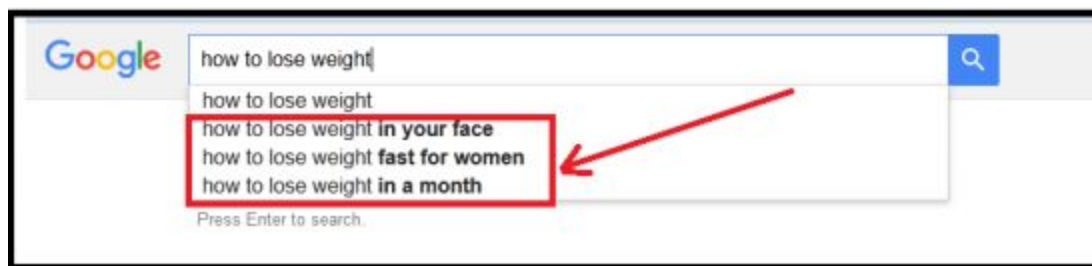 Google how to lose weight
how to lose weight
how to lose weight in your face
how to lose weight fast for women
how to lose weight in a month
Press Enter to search.